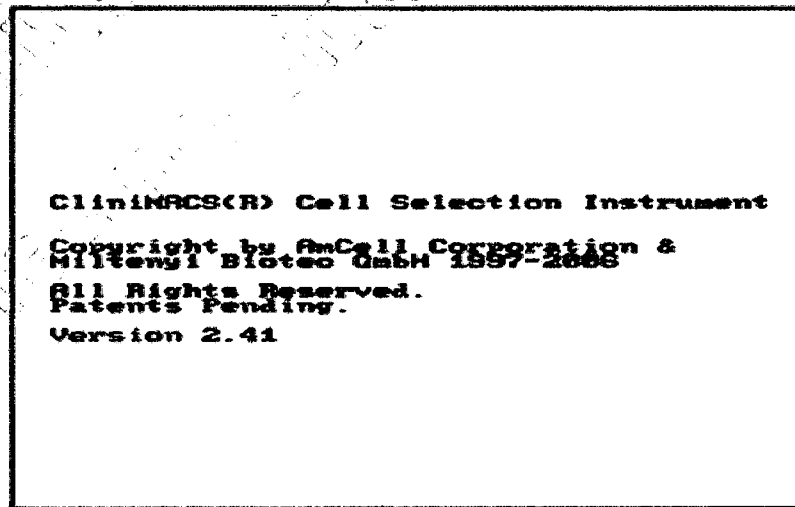 CliniMACS(R) Cell Selection Instrument
Copyright by AmCell Corporation &
Miltenyi Biotec GmbH 1997-2006
All Rights Reserved.
Patents Pending.
Version 2.41